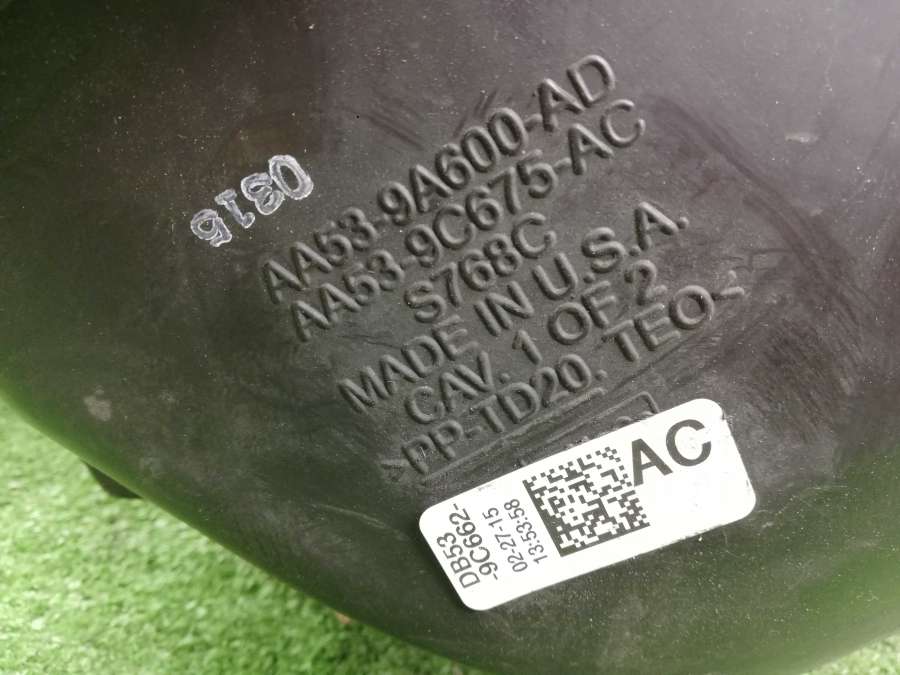 0315
AA53-9A600-AD
AA53-9C675-AC
S768C
MADE IN U.S.A.
CAV. 1 OF 2
>PP-TD20, TEO<
AC
DB53
-9C662-
02-27-15
13:53:58